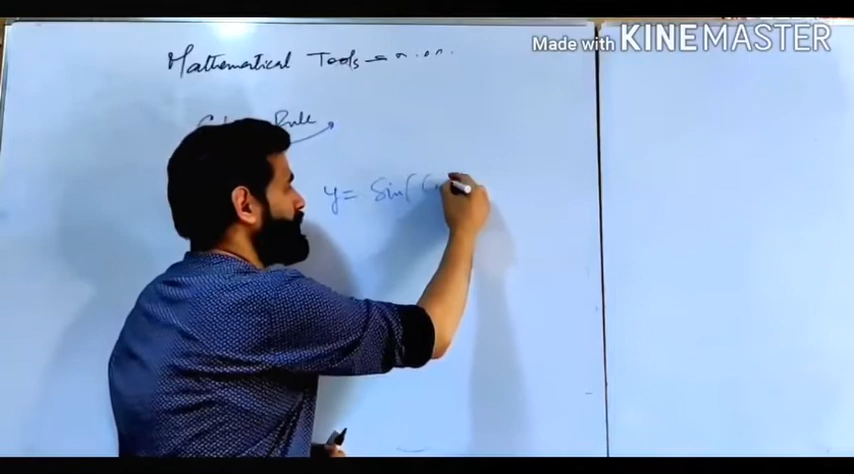 Made with KINEMASTER
Mathematical Tools
Rule
y = Sin(